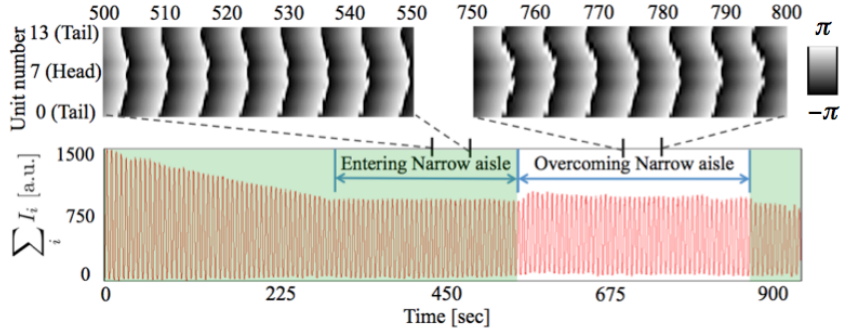 500 510 520 530 540 550 750 760 770 780 790 800
Unit number
13 (Tail)
7 (Head)
0 (Tail)
π
-π
1500
750
0
∑ᵢ Iᵢ [a.u.]
Entering Narrow aisle
Overcoming Narrow aisle
0 225 450 675 900
Time [sec]